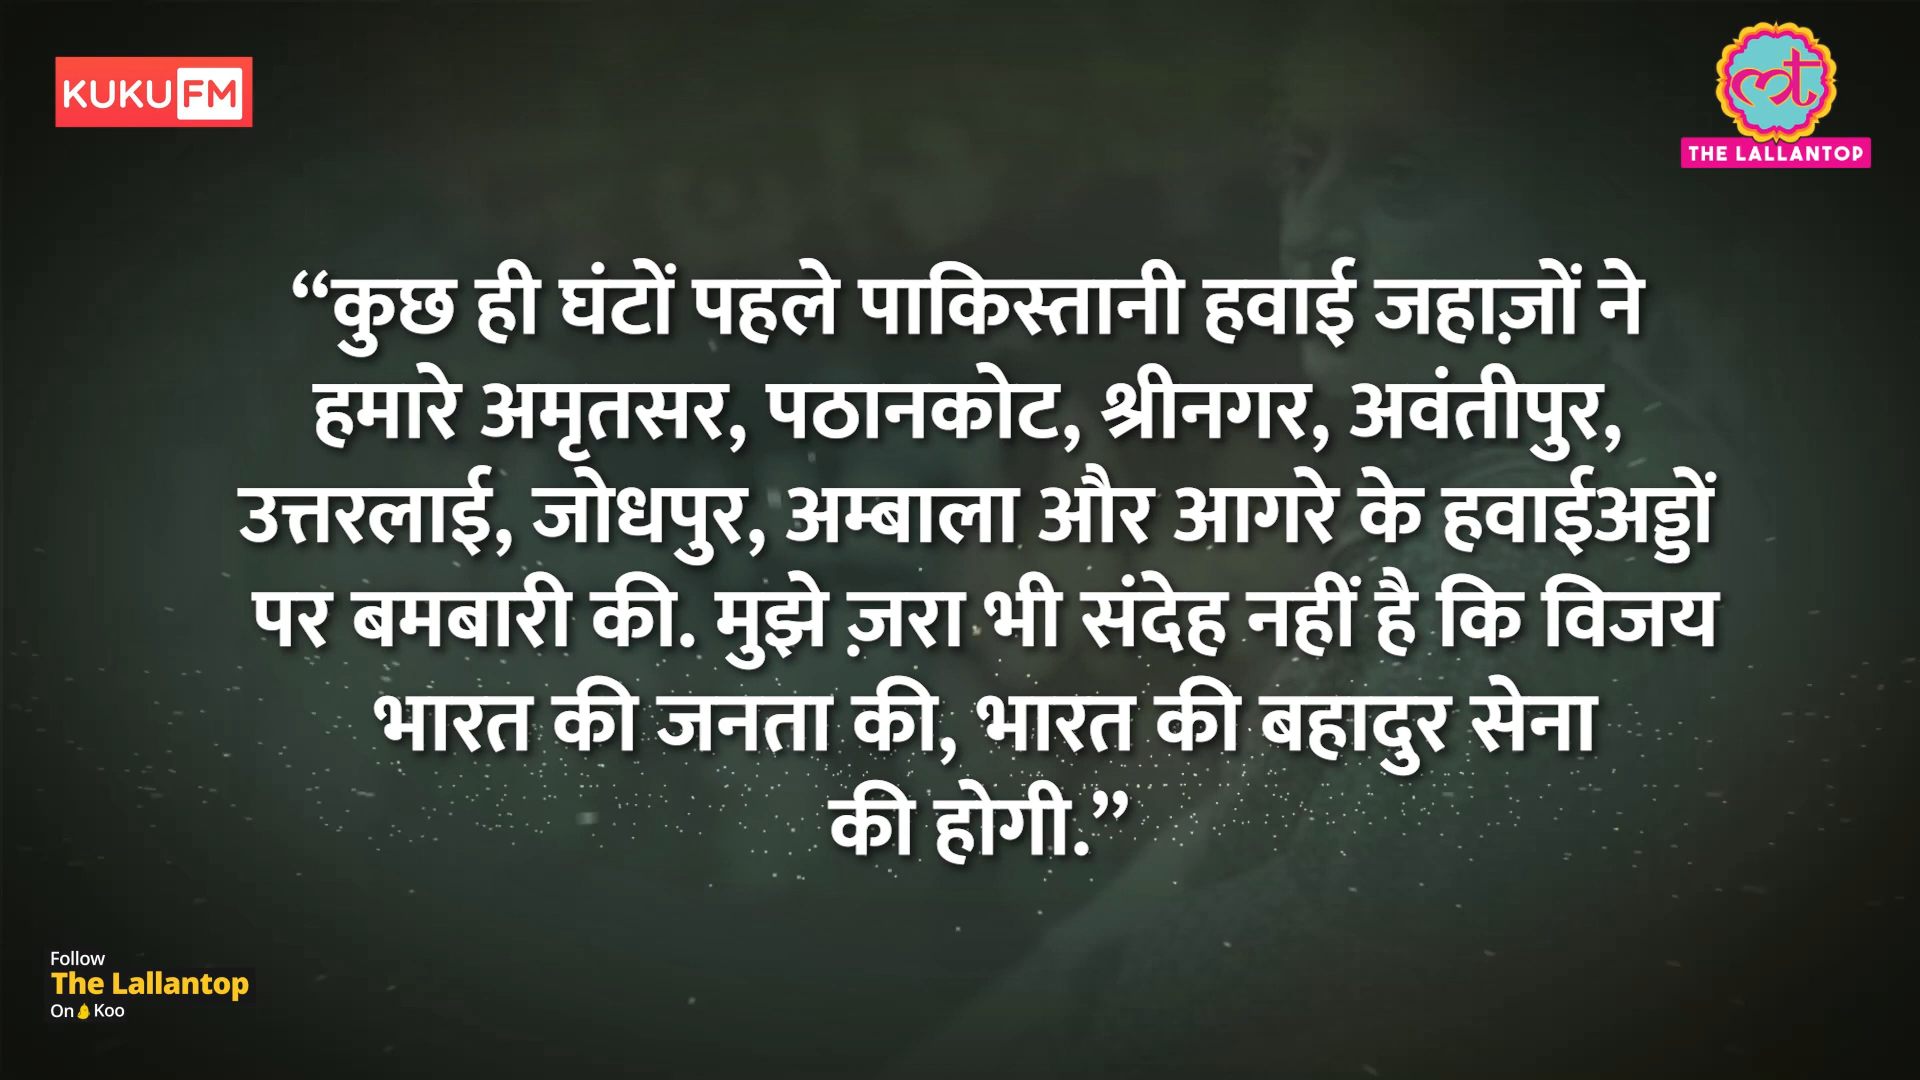 KUKU FM
THE LALLANTOP
“कुछ ही घंटों पहले पाकिस्तानी हवाई जहाज़ों ने
हमारे अमृतसर, पठानकोट, श्रीनगर, अवंतीपुर,
उत्तरलाई, जोधपुर, अम्बाला और आगरे के हवाईअड्डों
पर बमबारी की. मुझे ज़रा भी संदेह नहीं है कि विजय
भारत की जनता की, भारत की बहादुर सेना
की होगी.”
Follow
The Lallantop
On Koo